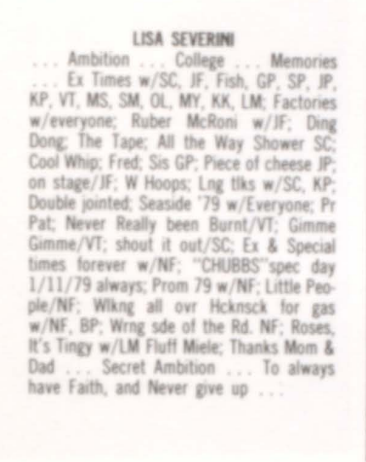 LISA SEVERINI
... Ambition ... College ... Memories
... Ex Times w/SC, JF, Fish, GP, SP, JP,
KP, VT, MS, SM, OL, MY, KK, LM; Factories
w/everyone; Ruber McRoni w/JF; Ding
Dong; The Tape; All the Way Shower SC;
Cool Whip; Fred; Sis GP; Piece of cheese JP;
on stage/JF; W Hoops; Lng tlks w/SC, KP;
Double jointed; Seaside '79 w/Everyone; Pr
Pat; Never Really been Burnt/VT; Gimme
Gimme/VT; shout it out/SC; Ex & Special
times forever w/NF; "CHUBBS"spec day
1/11/79 always; Prom 79 w/NF; Little Peo-
ple/NF; Wlkng all ovr Hcknsck for gas
w/NF, BP; Wrng sde of the Rd. NF; Roses,
It's Tingy w/LM Fluff Miele; Thanks Mom &
Dad ... Secret Ambition ... To always
have Faith, and Never give up ...